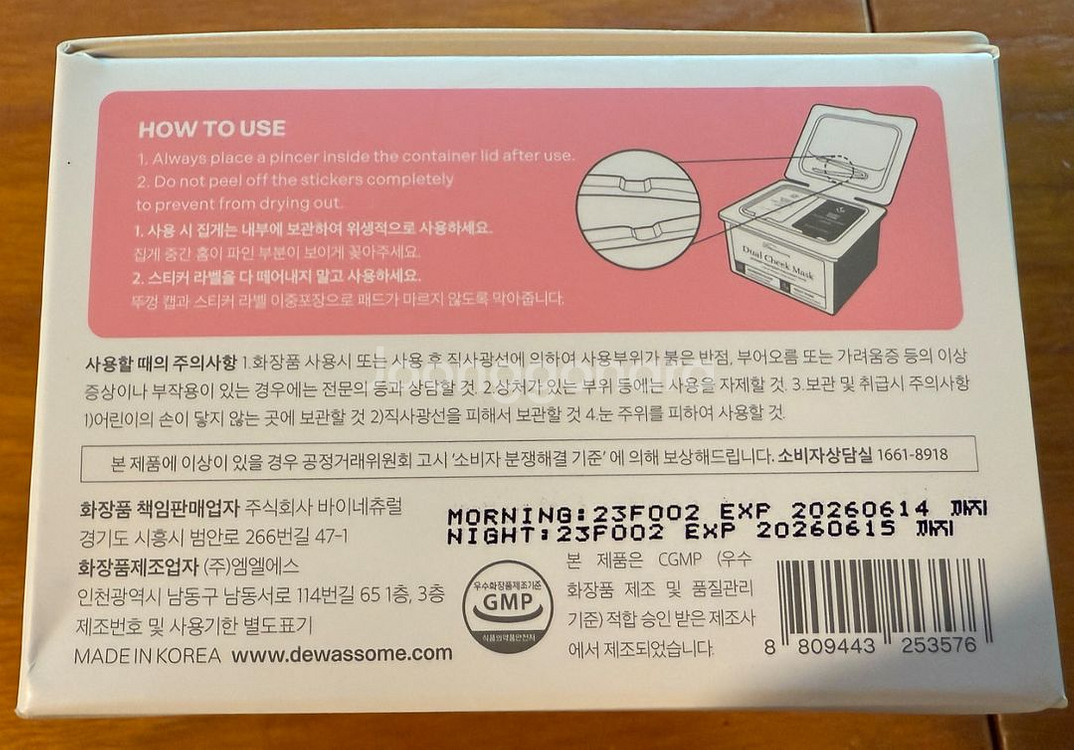 HOW TO USE
1. Always place a pincer inside the container lid after use.
2. Do not peel off the stickers completely
to prevent from drying out.
1. 사용 시 집게는 내부에 보관하여 위생적으로 사용하세요.
집게 중간 홈이 파인 부분이 보이게 꽂아주세요.
2. 스티커 라벨을 다 떼어내지 말고 사용하세요.
뚜껑 캡과 스티커 라벨 이중포장으로 패드가 마르지 않도록 막아줍니다.
Dual Cheek Mask
사용할 때의 주의사항 1.화장품 사용시 또는 사용 후 직사광선에 의하여 사용부위가 붉은 반점, 부어오름 또는 가려움증 등의 이상
증상이나 부작용이 있는 경우에는 전문의 등과 상담할 것. 2.상처가 있는 부위 등에는 사용을 자제할 것. 3.보관 및 취급시 주의사항
1)어린이의 손이 닿지 않는 곳에 보관할 것 2)직사광선을 피해서 보관할 것 4.눈 주위를 피하여 사용할 것.
joonggonara
본 제품에 이상이 있을 경우 공정거래위원회 고시 '소비자 분쟁해결 기준' 에 의해 보상해드립니다. 소비자상담실 1661-8918
화장품 책임판매업자 주식회사 바이네츄럴
경기도 시흥시 범안로 266번길 47-1
화장품제조업자 (주)엠엘에스
인천광역시 남동구 남동서로 114번길 65 1층, 3층
제조번호 및 사용기한 별도표기
MADE IN KOREA www.dewassome.com
MORNING:23F002 EXP 20260614 까지
NIGHT:23F002 EXP 20260615 까지
우수화장품제조기준
GMP
식품의약품안전처
본 제품은 CGMP (우수
화장품 제조 및 품질관리
기준) 적합 승인 받은 제조사
에서 제조되었습니다.
8 809443 253576